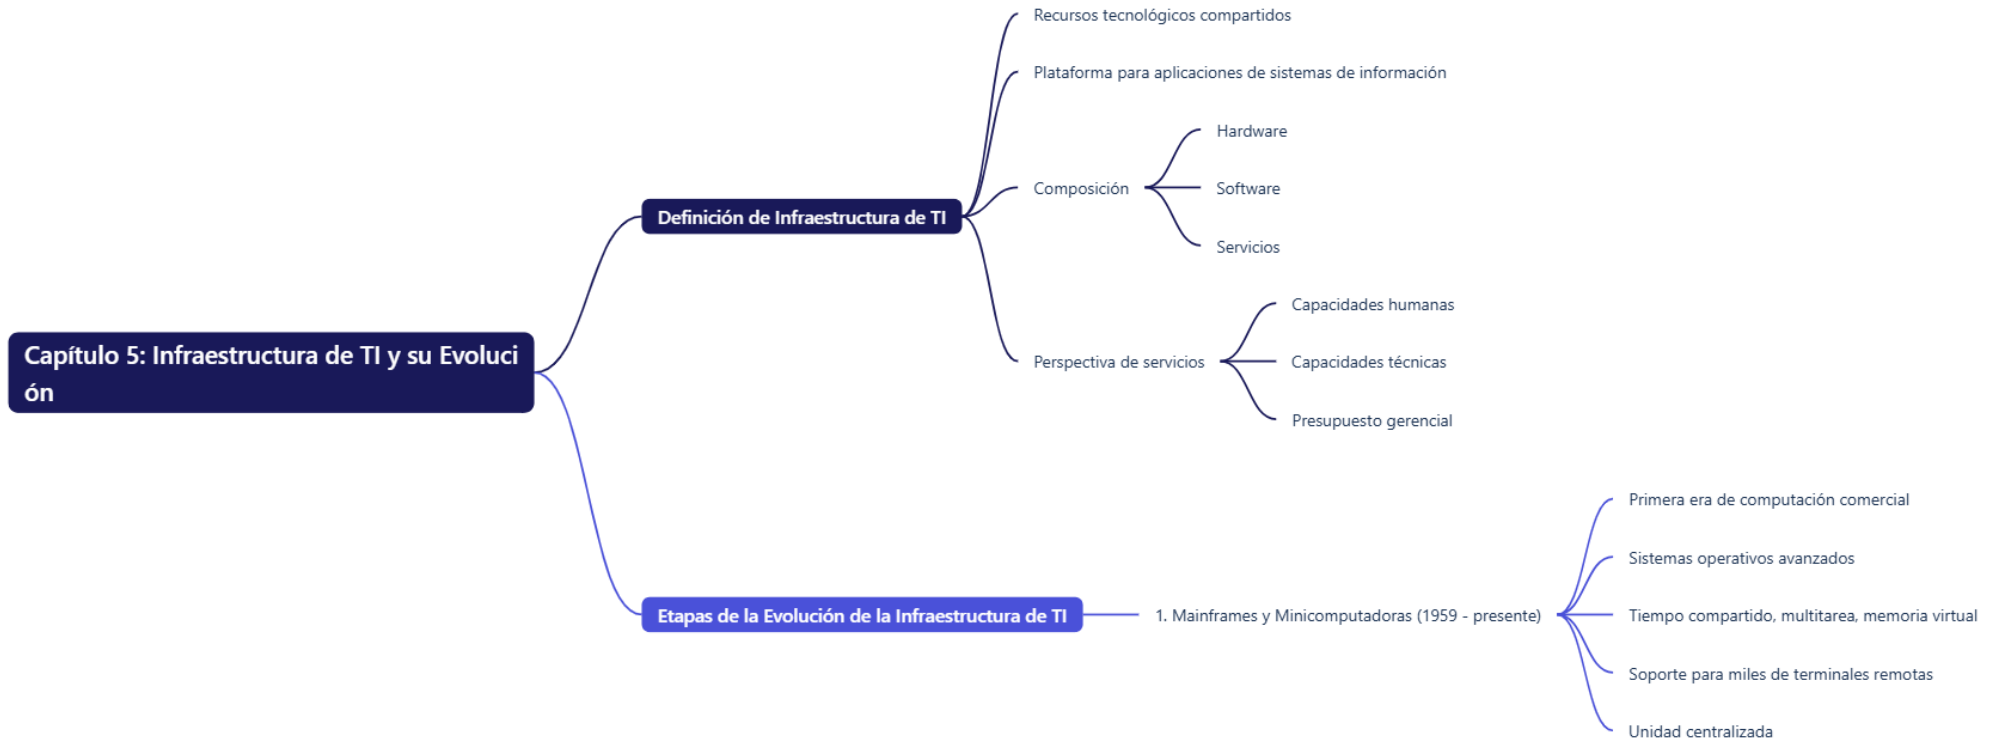 Capítulo 5: Infraestructura de TI y su Evoluci
ón
Definición de Infraestructura de TI
Recursos tecnológicos compartidos
Plataforma para aplicaciones de sistemas de información
Composición
Hardware
Software
Servicios
Perspectiva de servicios
Capacidades humanas
Capacidades técnicas
Presupuesto gerencial
Etapas de la Evolución de la Infraestructura de TI
1. Mainframes y Minicomputadoras (1959 - presente)
Primera era de computación comercial
Sistemas operativos avanzados
Tiempo compartido, multitarea, memoria virtual
Soporte para miles de terminales remotas
Unidad centralizada